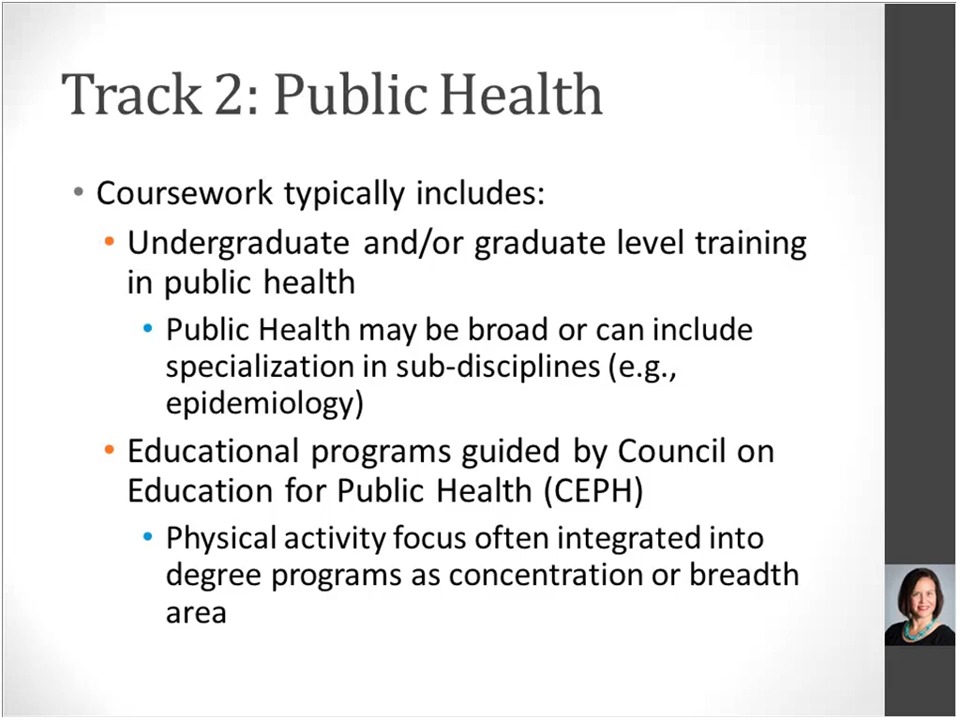 Track 2: Public Health
• Coursework typically includes:
• Undergraduate and/or graduate level training
in public health
• Public Health may be broad or can include
specialization in sub-disciplines (e.g.,
epidemiology)
• Educational programs guided by Council on
Education for Public Health (CEPH)
• Physical activity focus often integrated into
degree programs as concentration or breadth
area